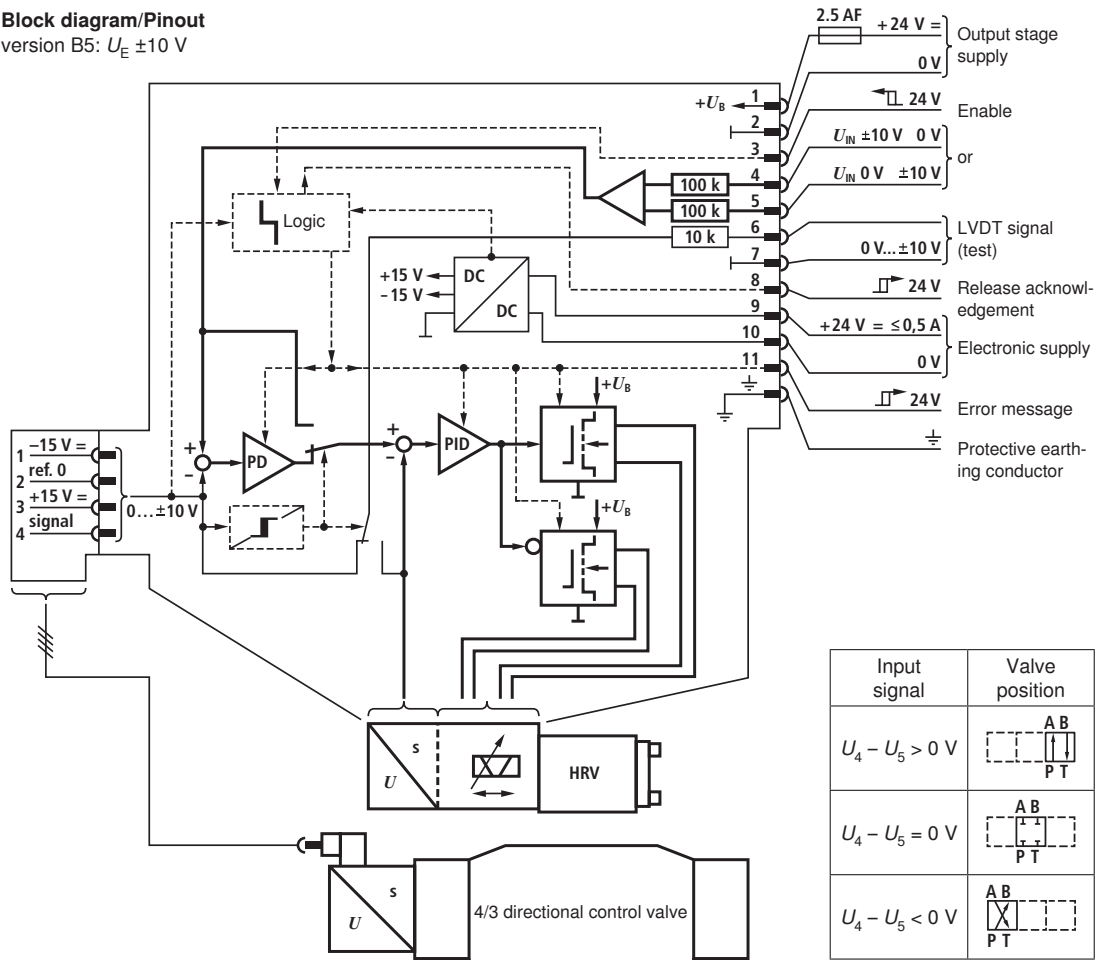 Block diagram/Pinout
version B5: UE ±10 V
2.5 AF
+24 V =
Output stage
supply
0 V
+UB
1
2
3
4
5
6
7
8
9
10
11
24 V
Enable
UIN ±10 V 0 V
or
UIN 0 V ±10 V
100 k
100 k
10 k
LVDT signal
(test)
0 V...±10 V
24 V
Release acknowl-
edgement
+24 V = ≤0,5 A
Electronic supply
0 V
24 V
Error message
Protective earth-
ing conductor
Logic
+15 V
–15 V
DC
DC
+UB
+
–
PD
+
–
PID
+UB
1 –15 V =
2 ref. 0
3 +15 V =
4 signal
0...±10 V
s
U
HRV
s
U
4/3 directional control valve
Input
signal
Valve
position
U4 – U5 > 0 V
A B
P T
U4 – U5 = 0 V
A B
P T
U4 – U5 < 0 V
A B
P T